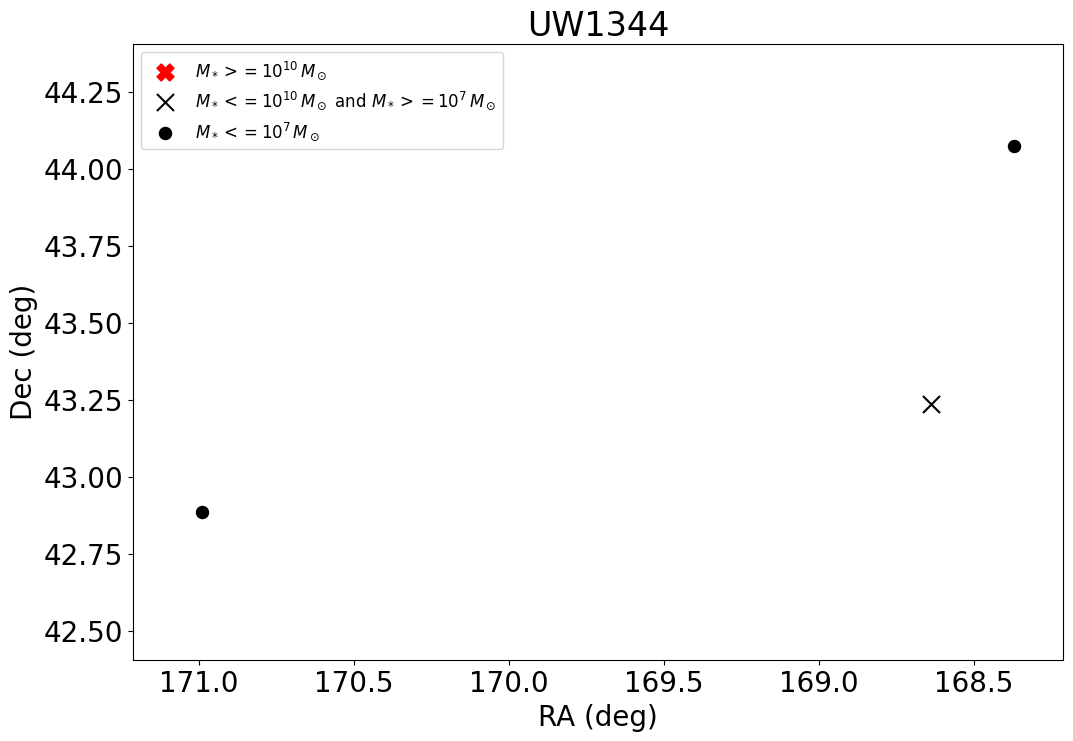 UW1344
M* >= 10^10 M⊙
M* <= 10^10 M⊙ and M* >= 10^7 M⊙
M* <= 10^7 M⊙
44.25
44.00
43.75
43.50
43.25
43.00
42.75
42.50
Dec (deg)
171.0 170.5 170.0 169.5 169.0 168.5
RA (deg)